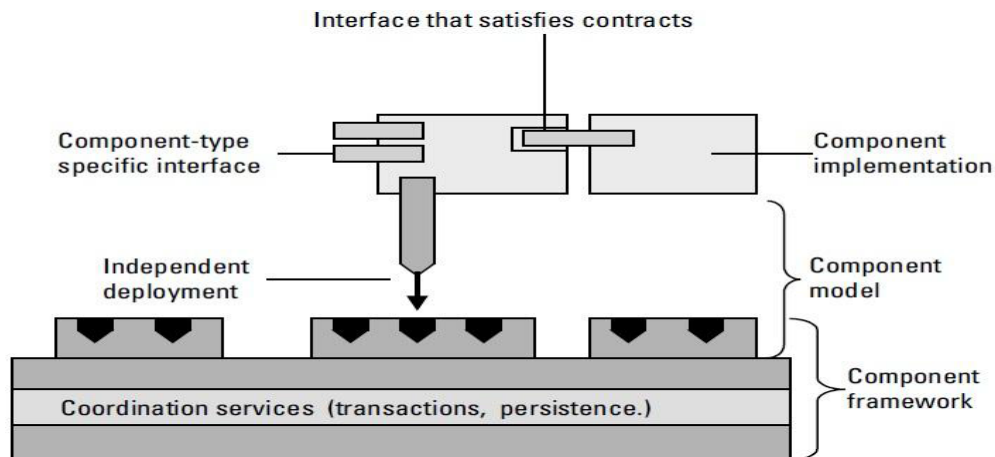 Interface that satisfies contracts
Component-type
specific interface
Component
implementation
Independent
deployment
Component
model
Component
framework
Coordination services (transactions, persistence.)